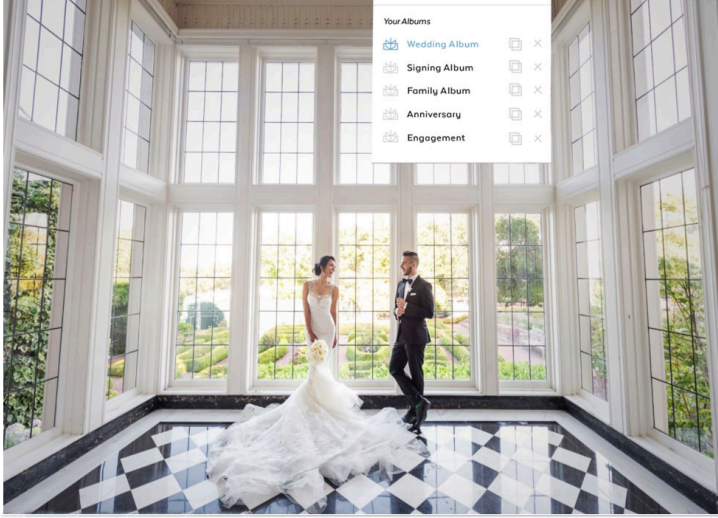 Your Albums
Wedding Album
Signing Album
Family Album
Anniversary
Engagement